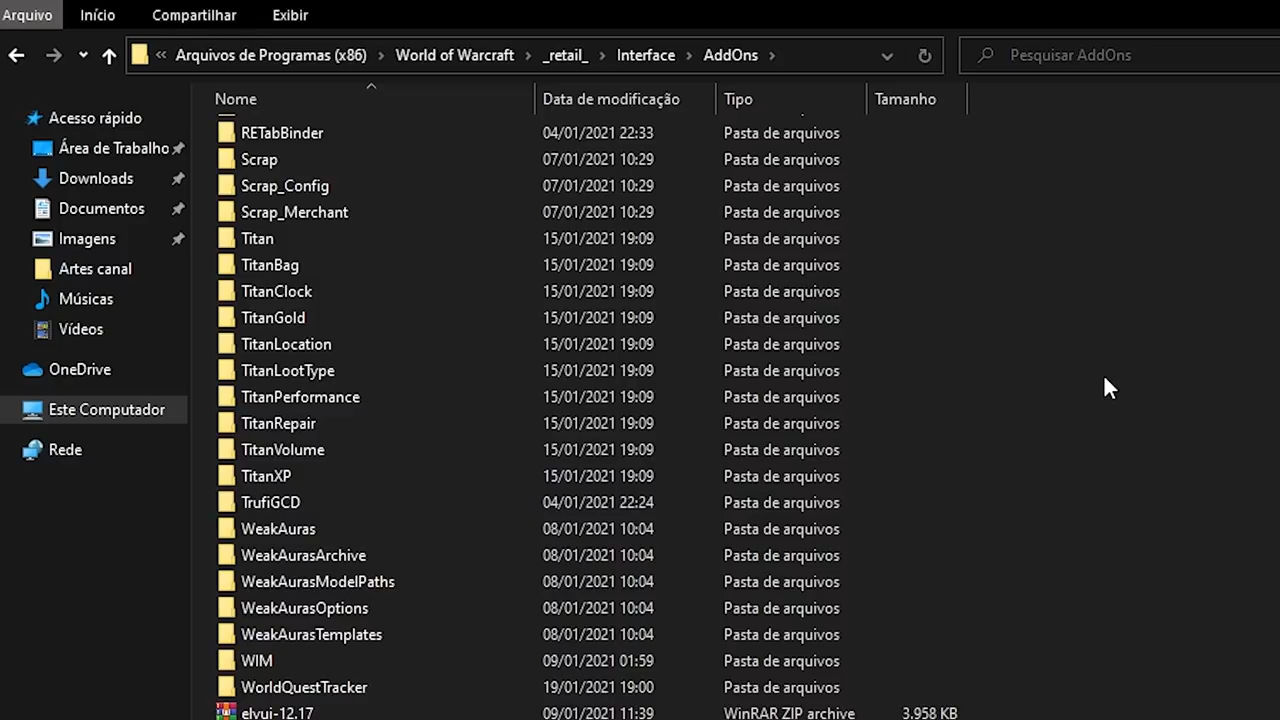 Arquivo Início Compartilhar Exibir
« Arquivos de Programas (x86) > World of Warcraft > _retail_ > Interface > AddOns > Pesquisar AddOns
Nome Data de modificação Tipo Tamanho
Acesso rápido
Área de Trabalho
Downloads
Documentos
Imagens
Artes canal
Músicas
Vídeos
OneDrive
Este Computador
Rede
RETabBinder 04/01/2021 22:33 Pasta de arquivos
Scrap 07/01/2021 10:29 Pasta de arquivos
Scrap_Config 07/01/2021 10:29 Pasta de arquivos
Scrap_Merchant 07/01/2021 10:29 Pasta de arquivos
Titan 15/01/2021 19:09 Pasta de arquivos
TitanBag 15/01/2021 19:09 Pasta de arquivos
TitanClock 15/01/2021 19:09 Pasta de arquivos
TitanGold 15/01/2021 19:09 Pasta de arquivos
TitanLocation 15/01/2021 19:09 Pasta de arquivos
TitanLootType 15/01/2021 19:09 Pasta de arquivos
TitanPerformance 15/01/2021 19:09 Pasta de arquivos
TitanRepair 15/01/2021 19:09 Pasta de arquivos
TitanVolume 15/01/2021 19:09 Pasta de arquivos
TitanXP 15/01/2021 19:09 Pasta de arquivos
TrufiGCD 04/01/2021 22:24 Pasta de arquivos
WeakAuras 08/01/2021 10:04 Pasta de arquivos
WeakAurasArchive 08/01/2021 10:04 Pasta de arquivos
WeakAurasModelPaths 08/01/2021 10:04 Pasta de arquivos
WeakAurasOptions 08/01/2021 10:04 Pasta de arquivos
WeakAurasTemplates 08/01/2021 10:04 Pasta de arquivos
WIM 09/01/2021 01:59 Pasta de arquivos
WorldQuestTracker 19/01/2021 19:00 Pasta de arquivos
elvui-12.17 09/01/2021 11:39 WinRAR ZIP archive 3.958 KB